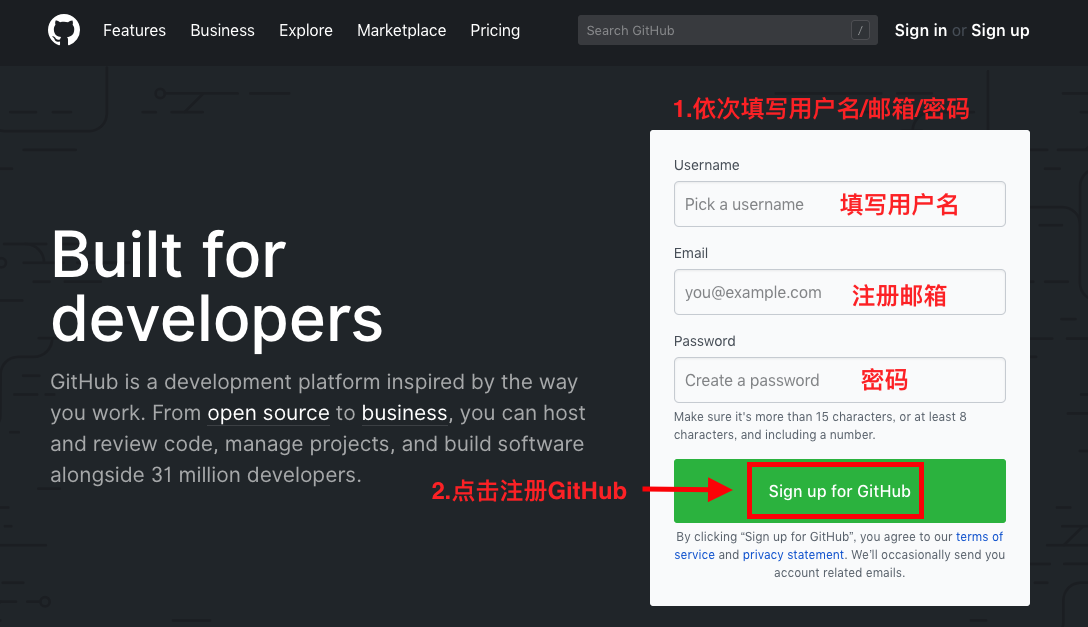 Features Business Explore Marketplace Pricing Search GitHub / Sign in or Sign up
1.依次填写用户名/邮箱/密码
Built for
developers
GitHub is a development platform inspired by the way
you work. From open source to business, you can host
and review code, manage projects, and build software
alongside 31 million developers.
Username
Pick a username 填写用户名
Email
you@example.com 注册邮箱
Password
Create a password 密码
Make sure it's more than 15 characters, or at least 8
characters, and including a number.
2.点击注册GitHub Sign up for GitHub
By clicking “Sign up for GitHub”, you agree to our terms of
service and privacy statement. We’ll occasionally send you
account related emails.